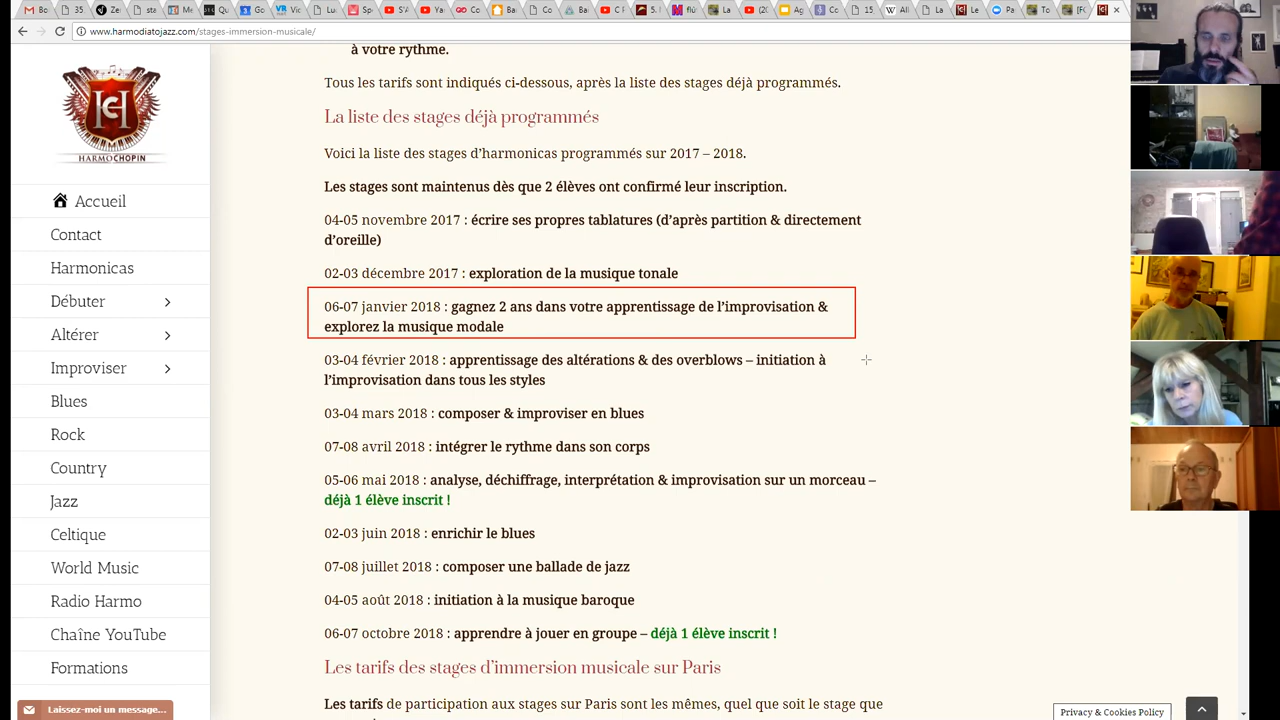 www.harmodiatojazz.com/stages-immersion-musicale/
HARMOCHOPIN
Accueil
Contact
Harmonicas
Débuter
Altérer
Improviser
Blues
Rock
Country
Jazz
Celtique
World Music
Radio Harmo
Chaîne YouTube
Formations
Laissez-moi un message...
à votre rythme.
Tous les tarifs sont indiqués ci-dessous, après la liste des stages déjà programmés.
La liste des stages déjà programmés
Voici la liste des stages d'harmonicas programmés sur 2017 – 2018.
Les stages sont maintenus dès que 2 élèves ont confirmé leur inscription.
04-05 novembre 2017 : écrire ses propres tablatures (d'après partition & directement
d'oreille)
02-03 décembre 2017 : exploration de la musique tonale
06-07 janvier 2018 : gagnez 2 ans dans votre apprentissage de l'improvisation &
explorez la musique modale
03-04 février 2018 : apprentissage des altérations & des overblows – initiation à
l'improvisation dans tous les styles
03-04 mars 2018 : composer & improviser en blues
07-08 avril 2018 : intégrer le rythme dans son corps
05-06 mai 2018 : analyse, déchiffrage, interprétation & improvisation sur un morceau –
déjà 1 élève inscrit !
02-03 juin 2018 : enrichir le blues
07-08 juillet 2018 : composer une ballade de jazz
04-05 août 2018 : initiation à la musique baroque
06-07 octobre 2018 : apprendre à jouer en groupe – déjà 1 élève inscrit !
Les tarifs des stages d'immersion musicale sur Paris
Les tarifs de participation aux stages sur Paris sont les mêmes, quel que soit le stage que
Privacy & Cookies Policy